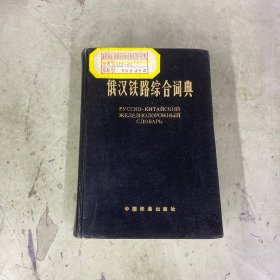 俄汉铁路综合词典
РУССКО-КИТАЙСКИЙ
ЖЕЛЕЗНОДОРОЖНЫЙ
СЛОВАРЬ
中国铁道出版社